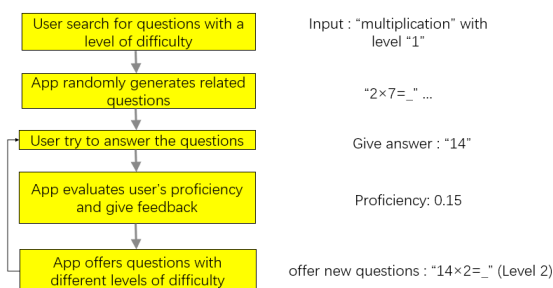 User search for questions with a
level of difficulty
Input : “multiplication” with
level “1”
App randomly generates related
questions
“2×7=_” ...
User try to answer the questions
Give answer : “14”
App evaluates user's proficiency
and give feedback
Proficiency: 0.15
App offers questions with
different levels of difficulty
offer new questions : “14×2=_” (Level 2)